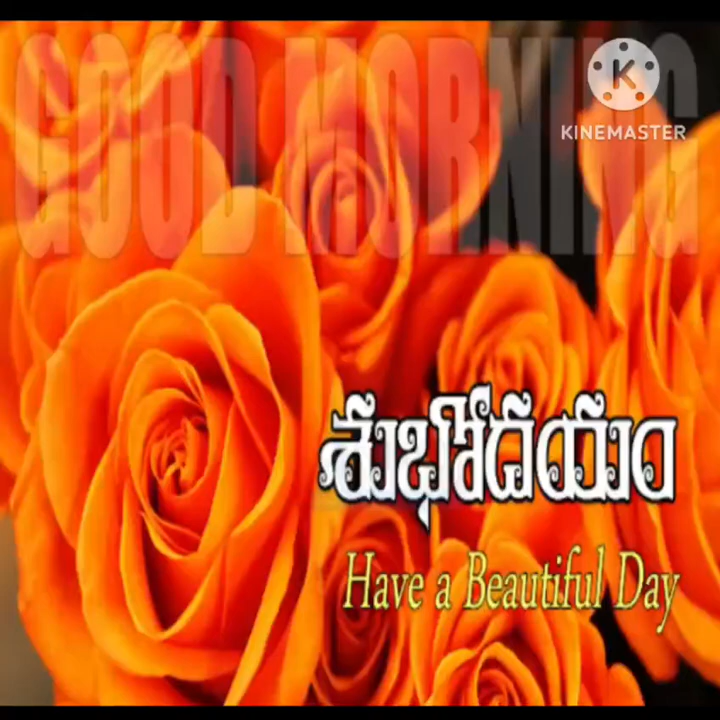 GOOD MORNING
KINEMASTER
శుభోదయం
Have a Beautiful Day